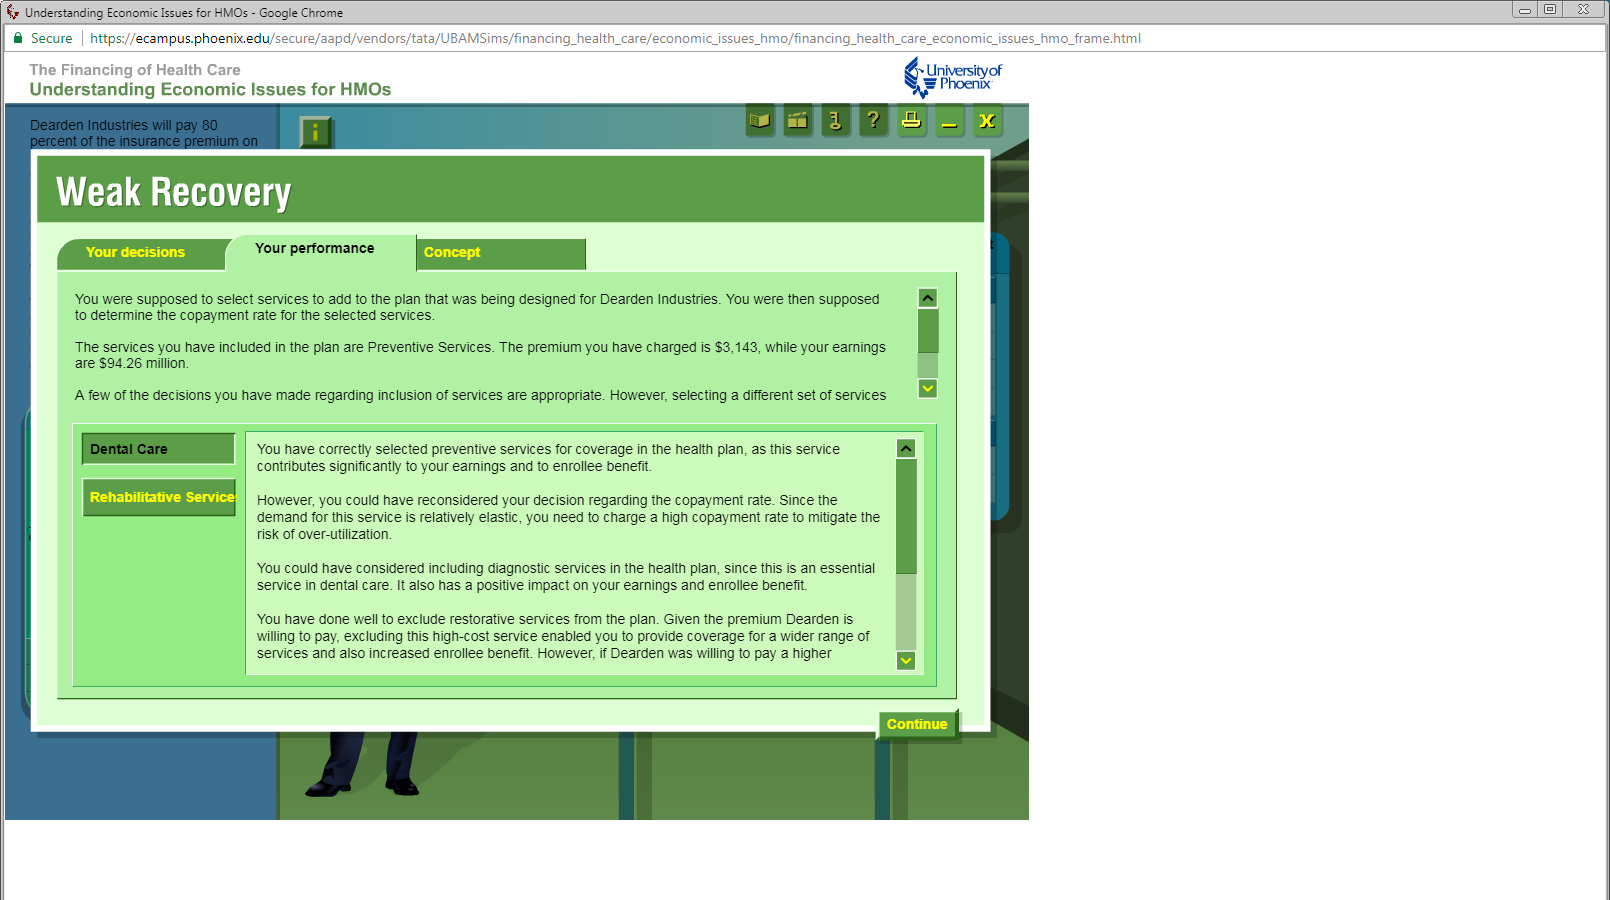 Understanding Economic Issues for HMOs - Google Chrome
Secure
https://ecampus.phoenix.edu/secure/aapd/vendors/tata/UBAMSims/financing_health_care/economic_issues_hmo/financing_health_care_economic_issues_hmo_frame.html
The Financing of Health Care
Understanding Economic Issues for HMOs
University of
Phoenix
Dearden Industries will pay 80
percent of the insurance premium on
i
?
X
Weak Recovery
Your decisions
Your performance
Concept
You were supposed to select services to add to the plan that was being designed for Dearden Industries. You were then supposed
to determine the copayment rate for the selected services.
The services you have included in the plan are Preventive Services. The premium you have charged is $3,143, while your earnings
are $94.26 million.
A few of the decisions you have made regarding inclusion of services are appropriate. However, selecting a different set of services
Dental Care
Rehabilitative Services
You have correctly selected preventive services for coverage in the health plan, as this service
contributes significantly to your earnings and to enrollee benefit.
However, you could have reconsidered your decision regarding the copayment rate. Since the
demand for this service is relatively elastic, you need to charge a high copayment rate to mitigate the
risk of over-utilization.
You could have considered including diagnostic services in the health plan, since this is an essential
service in dental care. It also has a positive impact on your earnings and enrollee benefit.
You have done well to exclude restorative services from the plan. Given the premium Dearden is
willing to pay, excluding this high-cost service enabled you to provide coverage for a wider range of
services and also increased enrollee benefit. However, if Dearden was willing to pay a higher
Continue